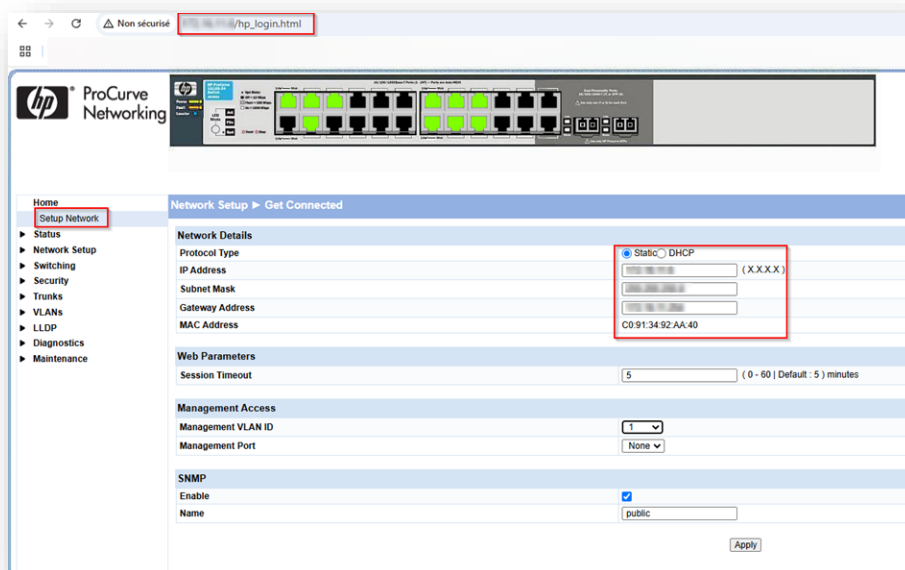 Non sécurisé
/hp_login.html
hp
ProCurve
Networking
Home
Setup Network
Status
Network Setup
Switching
Security
Trunks
VLANs
LLDP
Diagnostics
Maintenance
Network Setup ► Get Connected
Network Details
Protocol Type Static DHCP
IP Address ( X.X.X.X )
Subnet Mask
Gateway Address
MAC Address C0:91:34:92:AA:40
Web Parameters
Session Timeout 5 ( 0 - 60 | Default : 5 ) minutes
Management Access
Management VLAN ID 1
Management Port None
SNMP
Enable
Name public
Apply